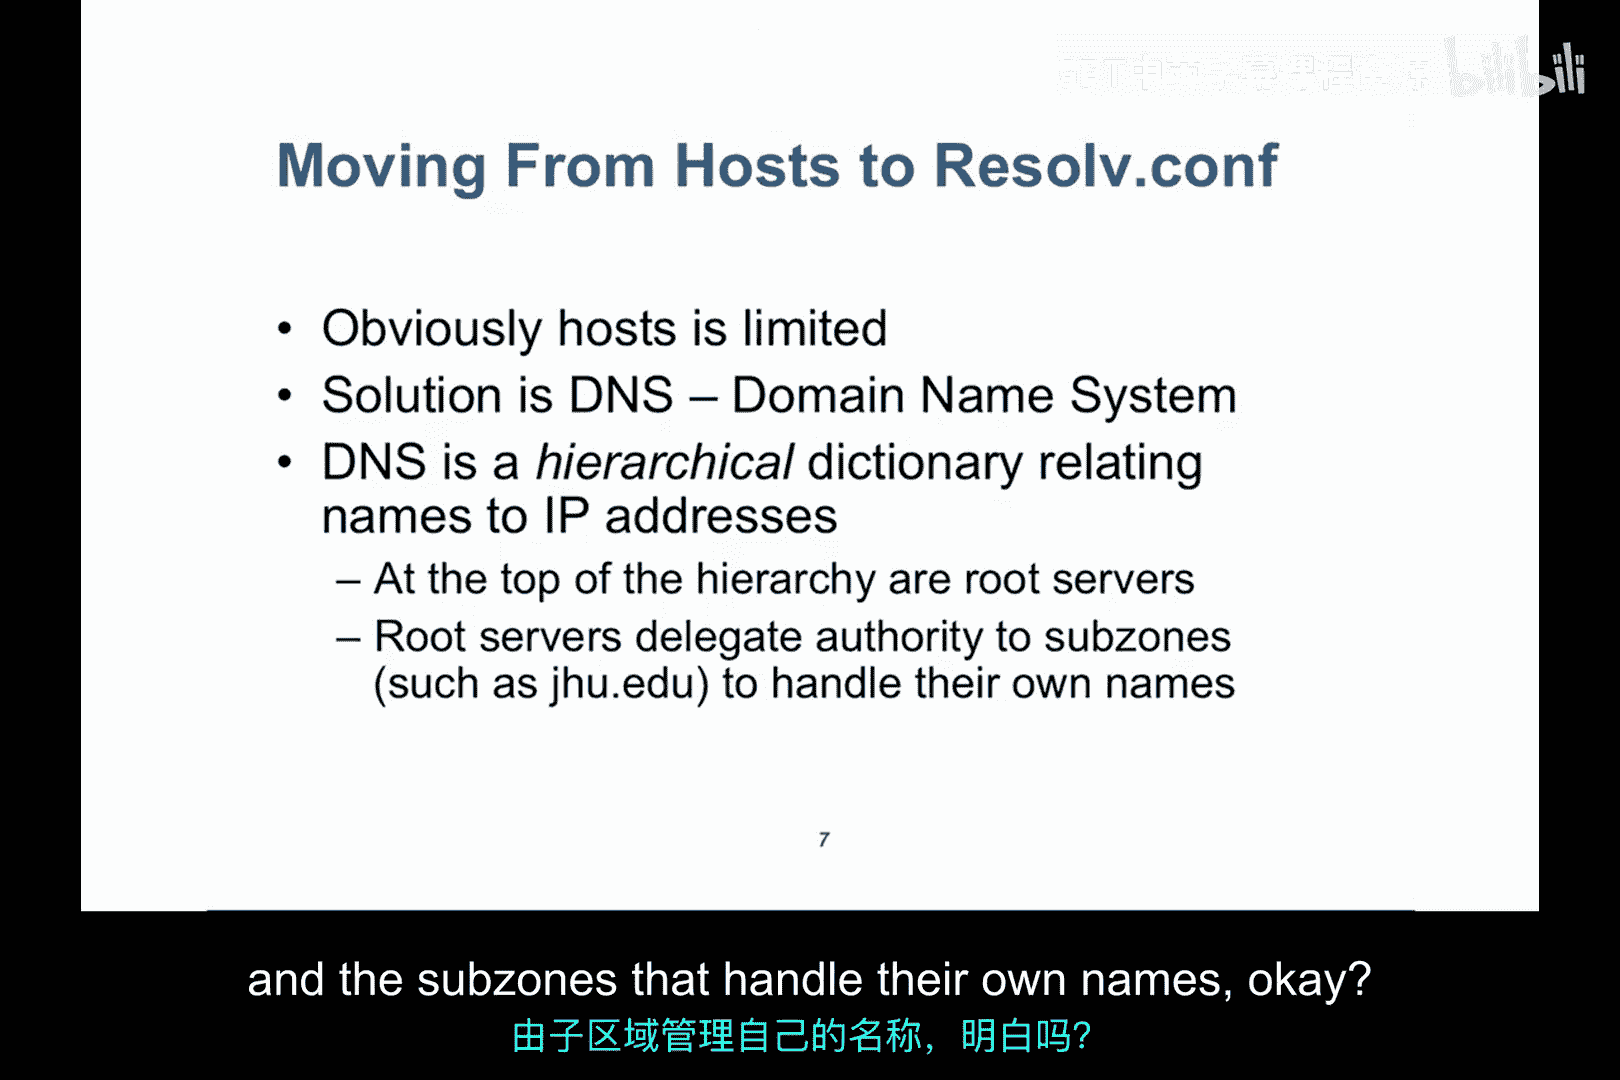 bilibili
Moving From Hosts to Resolv.conf
• Obviously hosts is limited
• Solution is DNS – Domain Name System
• DNS is a hierarchical dictionary relating
names to IP addresses
– At the top of the hierarchy are root servers
– Root servers delegate authority to subzones
(such as jhu.edu) to handle their own names
7
and the subzones that handle their own names, okay?
由子区域管理自己的名称，明白吗？